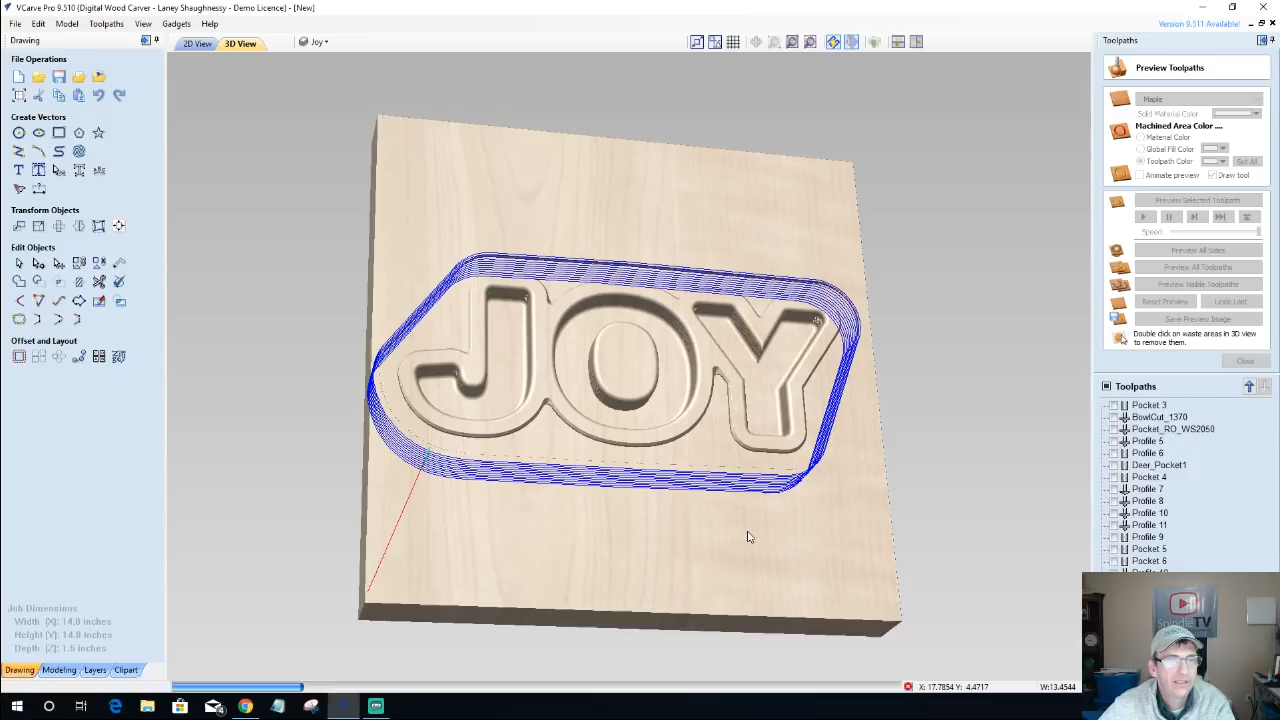 VCarve Pro 9.510 {Digital Wood Carver - Laney Shaughnessy - Demo Licence} - [New]
File Edit Model Toolpaths View Gadgets Help
Version 9.511 Available!
Drawing
2D View 3D View Joy
Toolpaths
File Operations
Create Vectors
Transform Objects
Edit Objects
Offset and Layout
Job Dimensions
Width (X): 14.0 inches
Height (Y): 14.0 inches
Depth (Z): 1.5 inches
Drawing Modeling Layers Clipart
JOY
Preview Toolpaths
Maple
Solid Material Color
Machined Area Color ....
Material Color
Global Fill Color
Toolpath Color Set All
Animate preview Draw tool
Preview Selected Toolpath
Speed
Preview All Sides
Preview All Toolpaths
Preview Visible Toolpaths
Reset Preview Undo Last
Save Preview Image
Double click on waste areas in 3D view
to remove them.
Close
Toolpaths
Pocket 3
BowlCut_1370
Pocket_RO_WS2050
Profile 5
Profile 6
Deer_Pocket1
Pocket 4
Profile 7
Profile 8
Profile 10
Profile 11
Profile 9
Pocket 5
Pocket 6
SpindleTV
X: 17.7854 Y: 4.4717
W:13.4544